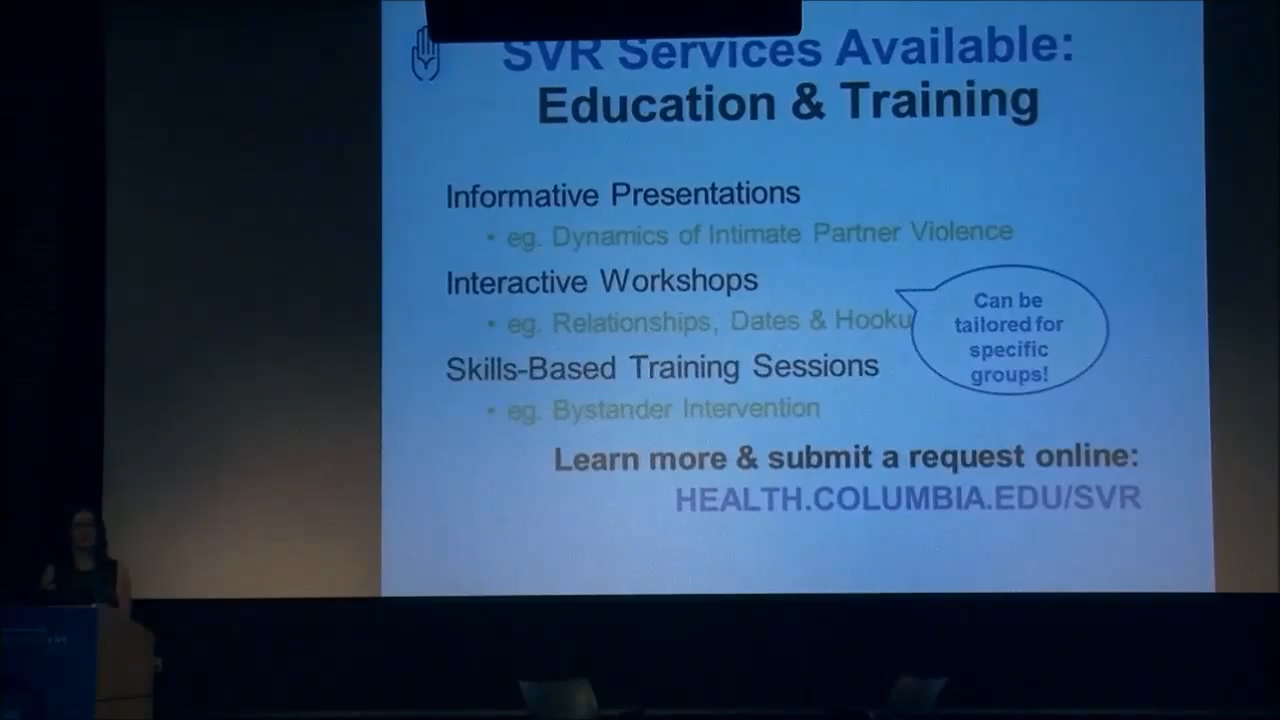 SVR Services Available:
Education & Training
Informative Presentations
• eg. Dynamics of Intimate Partner Violence
Interactive Workshops
• eg. Relationships, Dates & Hooku
Can be
tailored for
specific
groups!
Skills-Based Training Sessions
• eg. Bystander Intervention
Learn more & submit a request online:
HEALTH.COLUMBIA.EDU/SVR